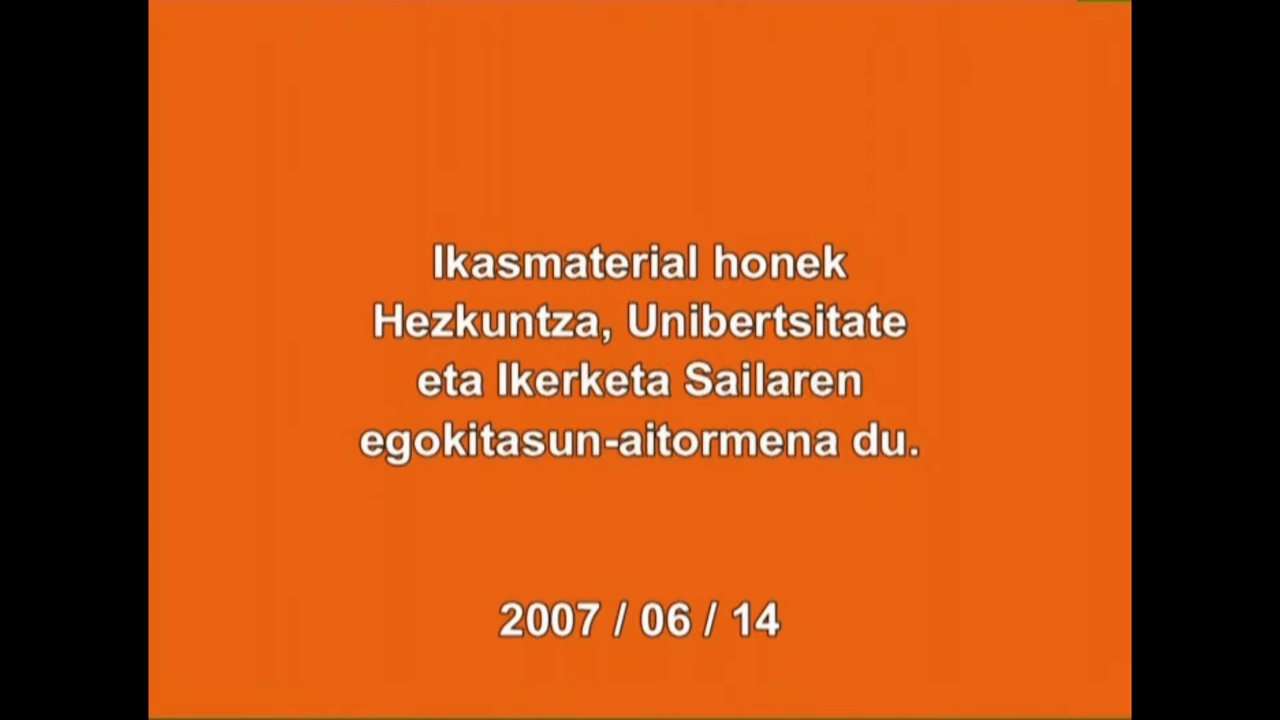 Ikasmaterial honek
Hezkuntza, Unibertsitate
eta Ikerketa Sailaren
egokitasun-aitormena du.
2007 / 06 / 14